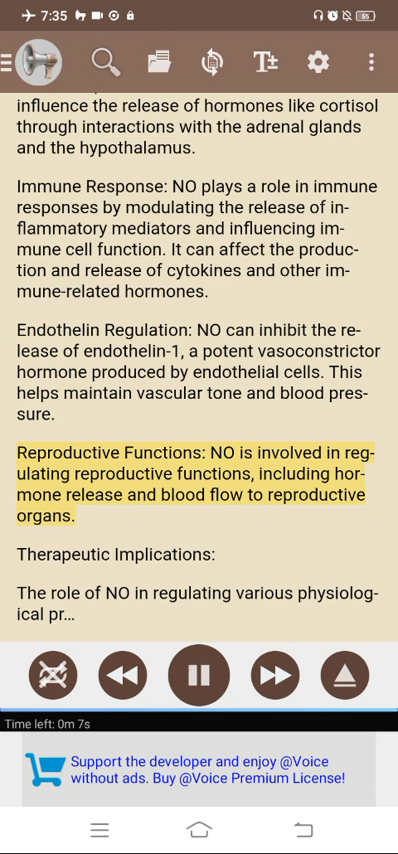 7:35
55
T±
influence the release of hormones like cortisol
through interactions with the adrenal glands
and the hypothalamus.
Immune Response: NO plays a role in immune
responses by modulating the release of in-
flammatory mediators and influencing im-
mune cell function. It can affect the produc-
tion and release of cytokines and other im-
mune-related hormones.
Endothelin Regulation: NO can inhibit the re-
lease of endothelin-1, a potent vasoconstrictor
hormone produced by endothelial cells. This
helps maintain vascular tone and blood pres-
sure.
Reproductive Functions: NO is involved in reg-
ulating reproductive functions, including hor-
mone release and blood flow to reproductive
organs.
Therapeutic Implications:
The role of NO in regulating various physiolog-
ical pr...
Time left: 0m 7s
Support the developer and enjoy @Voice
without ads. Buy @Voice Premium License!